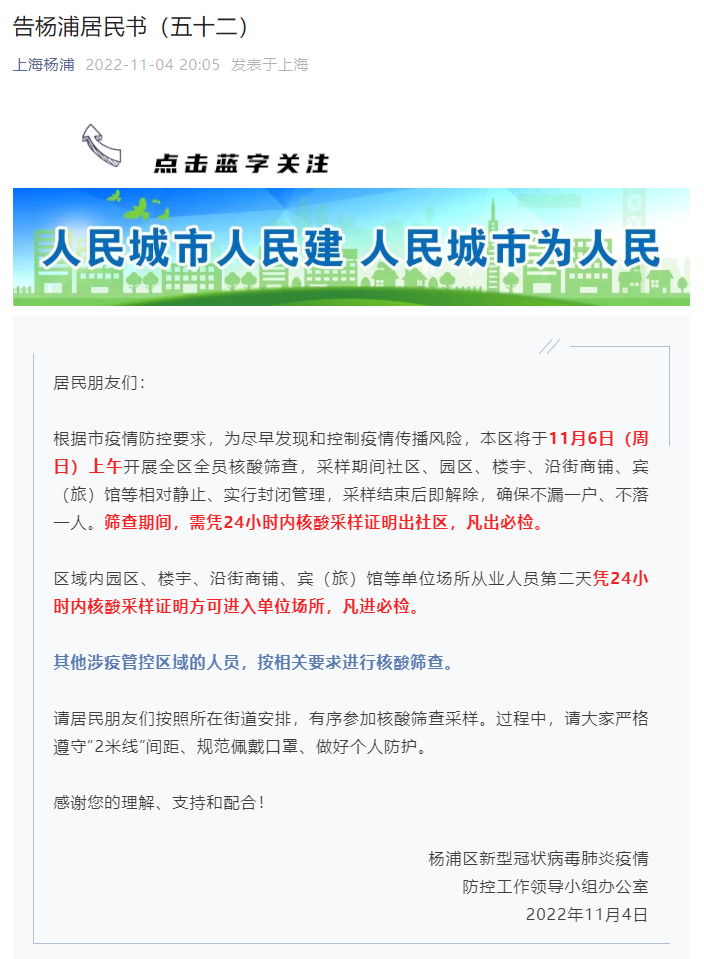 告杨浦居民书（五十二）
上海杨浦 2022-11-04 20:05 发表于上海
点击蓝字关注
人民城市人民建 人民城市为人民
居民朋友们：
根据市疫情防控要求，为尽早发现和控制疫情传播风险，本区将于11月6日（周
日）上午开展全区全员核酸筛查，采样期间社区、园区、楼宇、沿街商铺、宾
（旅）馆等相对静止、实行封闭管理，采样结束后即解除，确保不漏一户、不落
一人。筛查期间，需凭24小时内核酸采样证明出社区，凡出必检。
区域内园区、楼宇、沿街商铺、宾（旅）馆等单位场所从业人员第二天凭24小
时内核酸采样证明方可进入单位场所，凡进必检。
其他涉疫管控区域的人员，按相关要求进行核酸筛查。
请居民朋友们按照所在街道安排，有序参加核酸筛查采样。过程中，请大家严格
遵守“2米线”间距、规范佩戴口罩、做好个人防护。
感谢您的理解、支持和配合！
杨浦区新型冠状病毒肺炎疫情
防控工作领导小组办公室
2022年11月4日